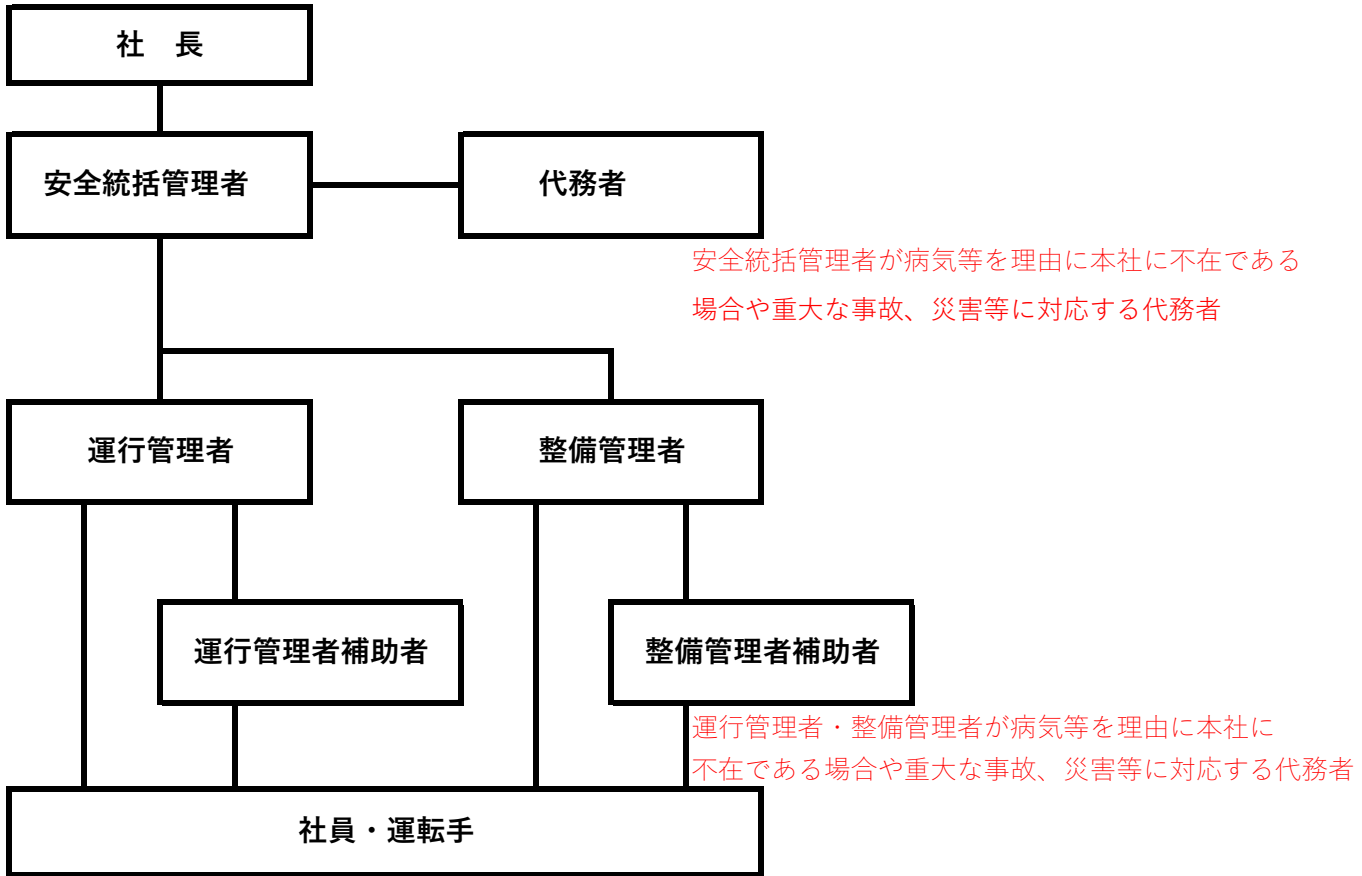 社　長
安全統括管理者
代務者
安全統括管理者が病気等を理由に本社に不在である
場合や重大な事故、災害等に対応する代務者
運行管理者
整備管理者
運行管理者補助者
整備管理者補助者
運行管理者・整備管理者が病気等を理由に本社に
不在である場合や重大な事故、災害等に対応する代務者
社員・運転手